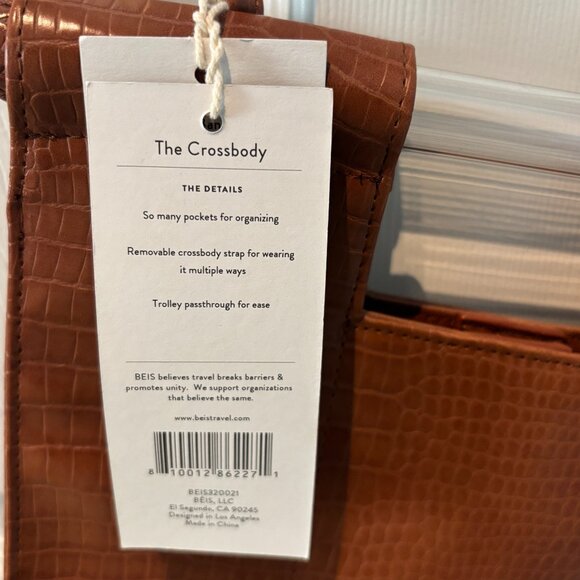 The Crossbody
THE DETAILS
So many pockets for organizing
Removable crossbody strap for wearing
it multiple ways
Trolley passthrough for ease
BEIS believes travel breaks barriers &
promotes unity. We support organizations
that believe the same.
www.beistravel.com
8 10012 86227 1
BEIS320021
BÉIS, LLC
El Segundo, CA 90245
Designed in Los Angeles
Made in China